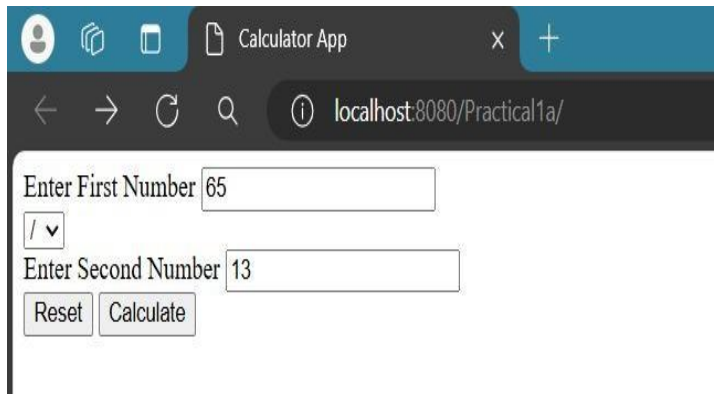 Calculator App
localhost:8080/Practical1a/
Enter First Number 65
/
Enter Second Number 13
Reset Calculate